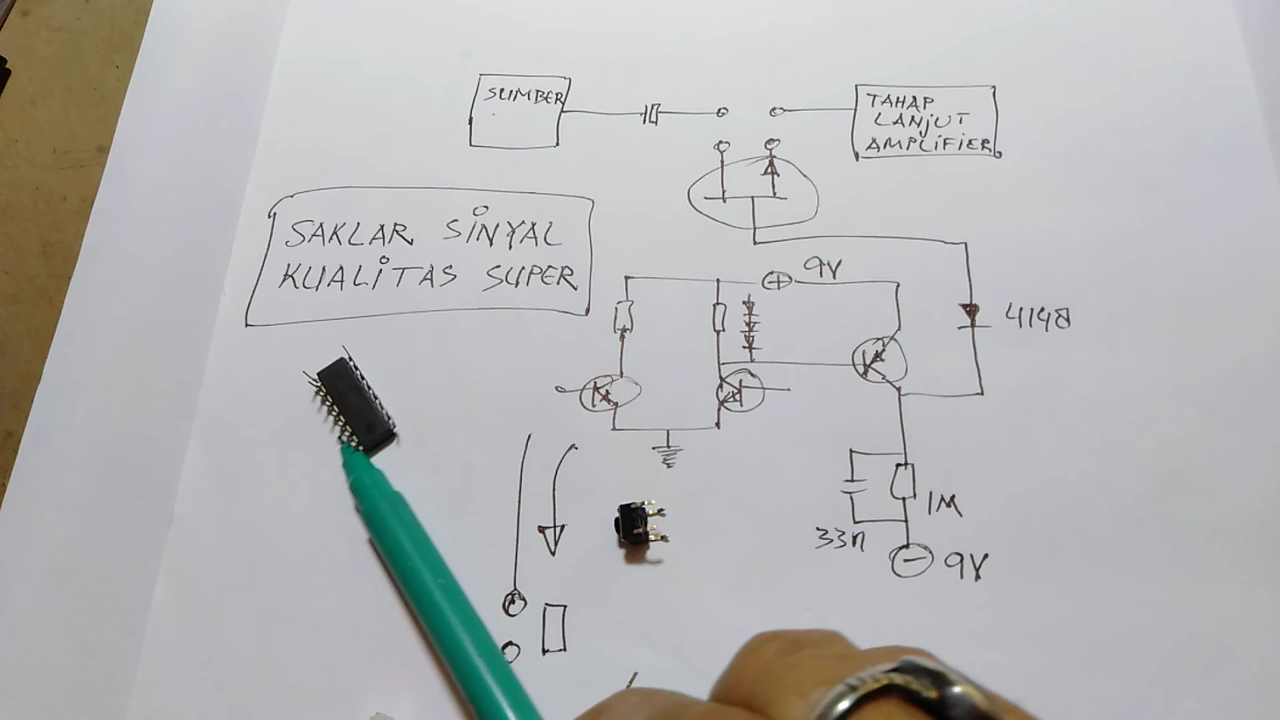 SUMBER
TAHAP
LANJUT
AMPLIFIER
SAKLAR SINYAL
KUALITAS SUPER
+ 9V
4148
1M
33n
- 9V